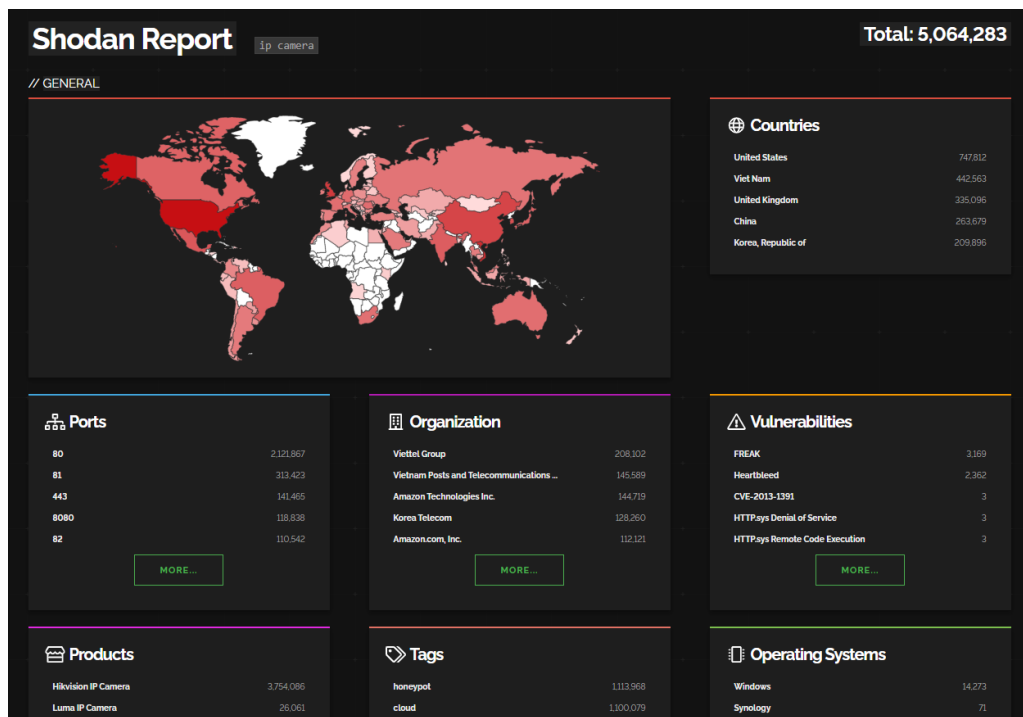 Shodan Report
ip camera
Total: 5,064,283
// GENERAL
Countries
United States 747,812
Viet Nam 442,563
United Kingdom 335,096
China 263,679
Korea, Republic of 209,896
Ports
80 2,121,867
81 313,423
443 141,465
8080 118,838
82 110,542
MORE...
Organization
Viettel Group 208,102
Vietnam Posts and Telecommunications ... 145,589
Amazon Technologies Inc. 144,719
Korea Telecom 128,260
Amazon.com, Inc. 112,121
MORE...
Vulnerabilities
FREAK 3,169
Heartbleed 2,362
CVE-2013-1391 3
HTTP.sys Denial of Service 3
HTTP.sys Remote Code Execution 3
MORE...
Products
Hikvision IP Camera 3,754,086
Luma IP Camera 26,061
Tags
honeypot 1,113,968
cloud 1,100,079
Operating Systems
Windows 14,273
Synology 71